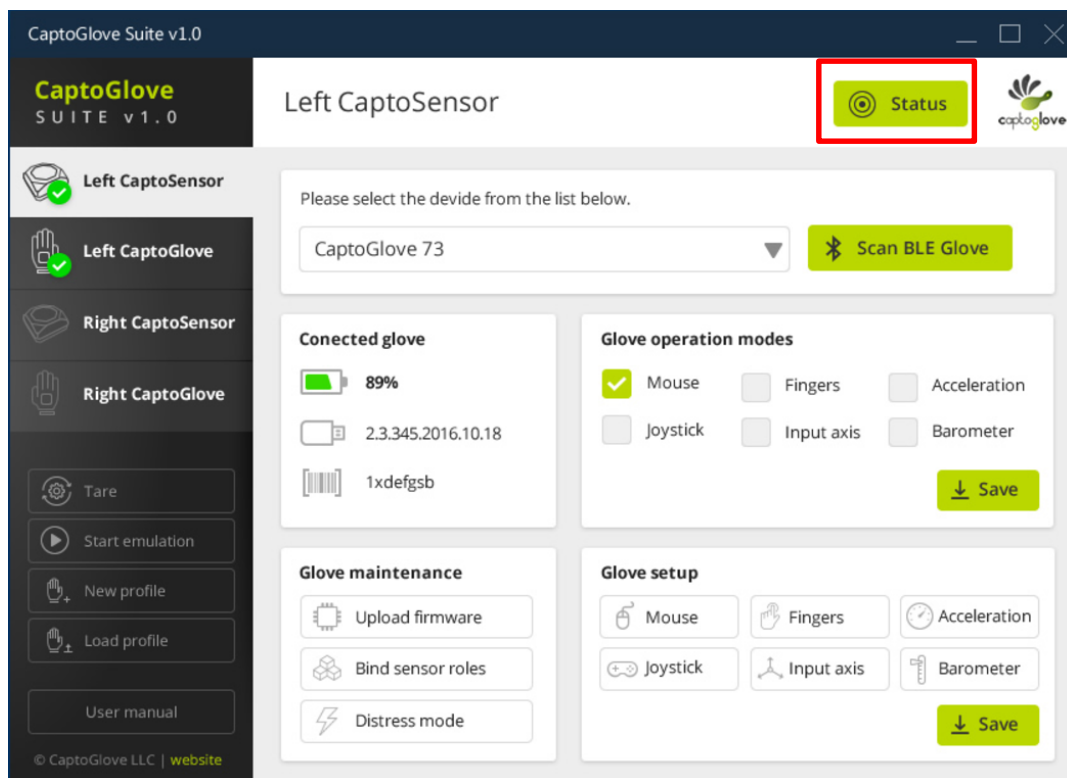 CaptoGlove Suite v1.0
CaptoGlove
SUITE v1.0
Left CaptoSensor
Status
captoglove
Left CaptoSensor
Left CaptoGlove
Right CaptoSensor
Right CaptoGlove
Tare
Start emulation
New profile
Load profile
User manual
© CaptoGlove LLC | website
Please select the devide from the list below.
CaptoGlove 73
Scan BLE Glove
Conected glove
89%
2.3.345.2016.10.18
1xdefgsb
Glove operation modes
Mouse Fingers Acceleration
Joystick Input axis Barometer
Save
Glove maintenance
Upload firmware
Bind sensor roles
Distress mode
Glove setup
Mouse Fingers Acceleration
Joystick Input axis Barometer
Save